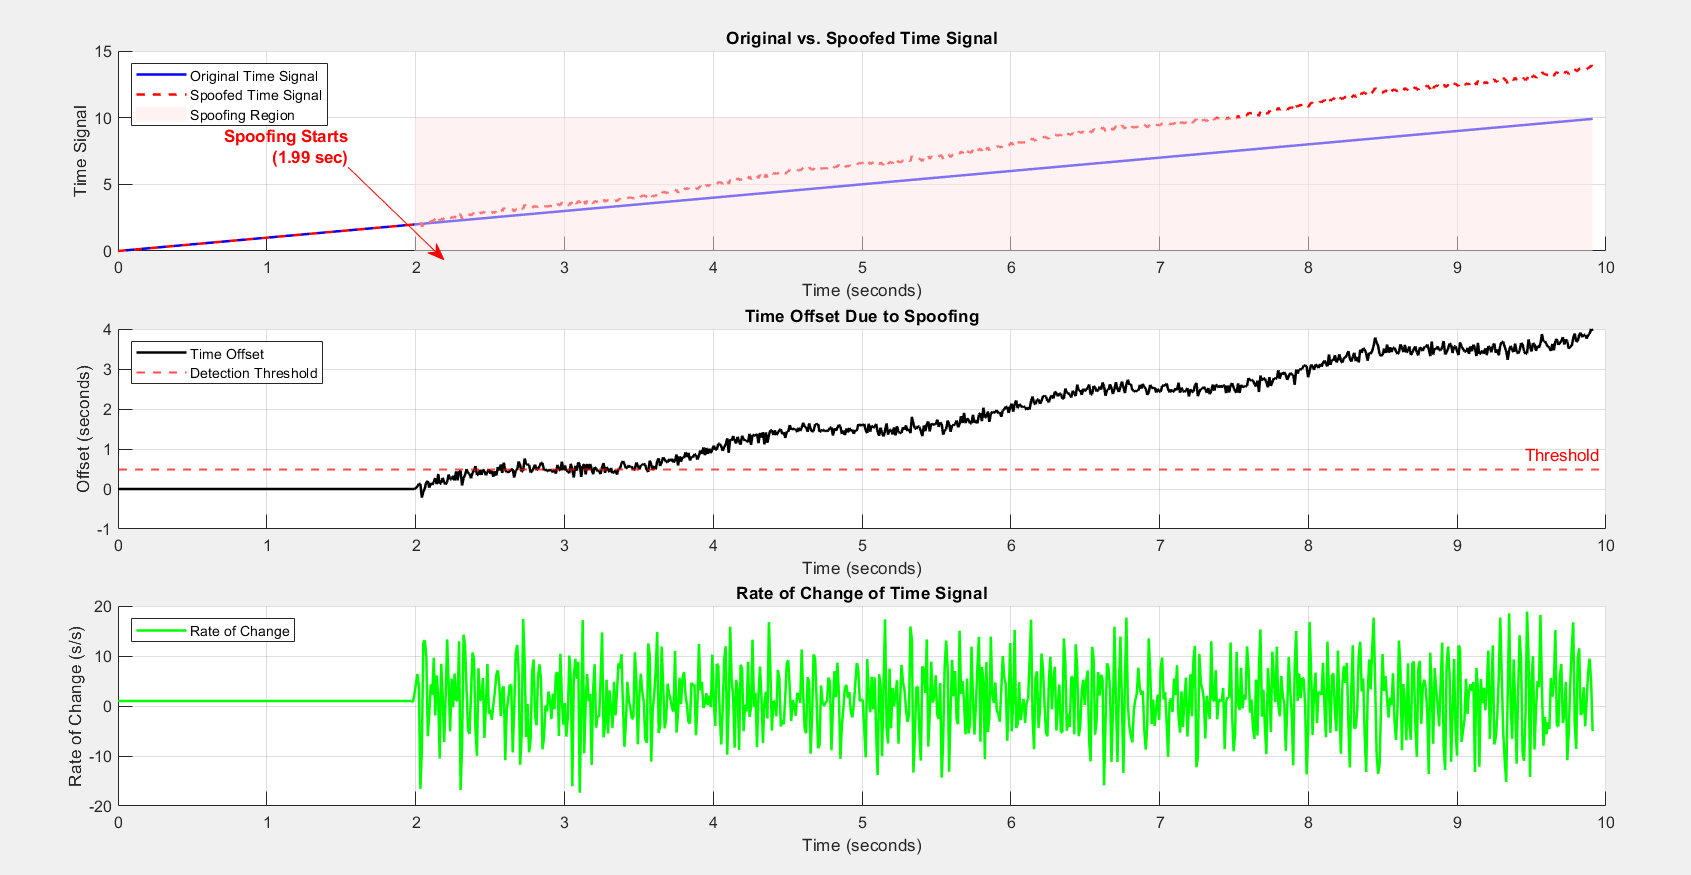 Original vs. Spoofed Time Signal
15
10
5
0
Time Signal
Original Time Signal
Spoofed Time Signal
Spoofing Region
Spoofing Starts
(1.99 sec)
0 1 2 3 4 5 6 7 8 9 10
Time (seconds)
Time Offset Due to Spoofing
4
3
2
1
0
-1
Offset (seconds)
Time Offset
Detection Threshold
Threshold
0 1 2 3 4 5 6 7 8 9 10
Time (seconds)
Rate of Change of Time Signal
20
10
0
-10
-20
Rate of Change (s/s)
Rate of Change
0 1 2 3 4 5 6 7 8 9 10
Time (seconds)